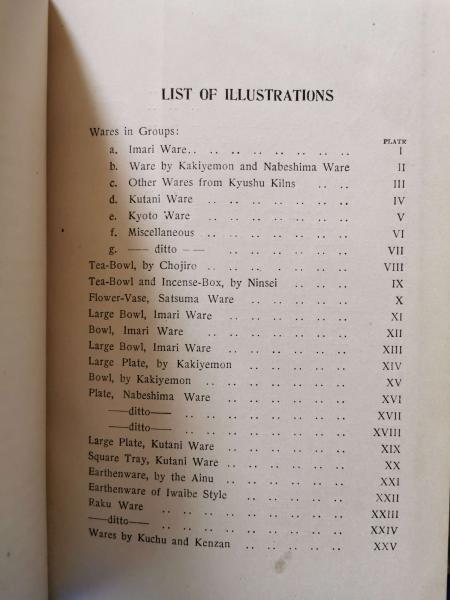 LIST OF ILLUSTRATIONS
Wares in Groups:
PLATE
a. Imari Ware.. .. .. .. .. .. .. .. I
b. Ware by Kakiyemon and Nabeshima Ware II
c. Other Wares from Kyushu Kilns .. .. III
d. Kutani Ware .. .. .. .. .. .. .. IV
e. Kyoto Ware .. .. .. .. .. .. .. V
f. Miscellaneous .. .. .. .. .. .. .. VI
g. —— ditto —— .. .. .. .. .. .. VII
Tea-Bowl, by Chojiro .. .. .. .. .. .. .. VIII
Tea-Bowl and Incense-Box, by Ninsei .. .. .. IX
Flower-Vase, Satsuma Ware .. .. .. .. .. X
Large Bowl, Imari Ware .. .. .. .. .. .. XI
Bowl, Imari Ware .. .. .. .. .. .. .. XII
Large Bowl, Imari Ware .. .. .. .. .. .. XIII
Large Plate, by Kakiyemon .. .. .. .. .. XIV
Bowl, by Kakiyemon .. .. .. .. .. .. .. XV
Plate, Nabeshima Ware .. .. .. .. .. .. XVI
——ditto—— .. .. .. .. .. .. .. XVII
——ditto—— .. .. .. .. .. .. .. XVIII
Large Plate, Kutani Ware .. .. .. .. .. .. XIX
Square Tray, Kutani Ware .. .. .. .. .. .. XX
Earthenware, by the Ainu .. .. .. .. .. .. XXI
Earthenware of Iwaibe Style .. .. .. .. .. XXII
Raku Ware .. .. .. .. .. .. .. .. XXIII
——ditto—— .. .. .. .. .. .. .. .. XXIV
Wares by Kuchu and Kenzan .. .. .. .. .. XXV